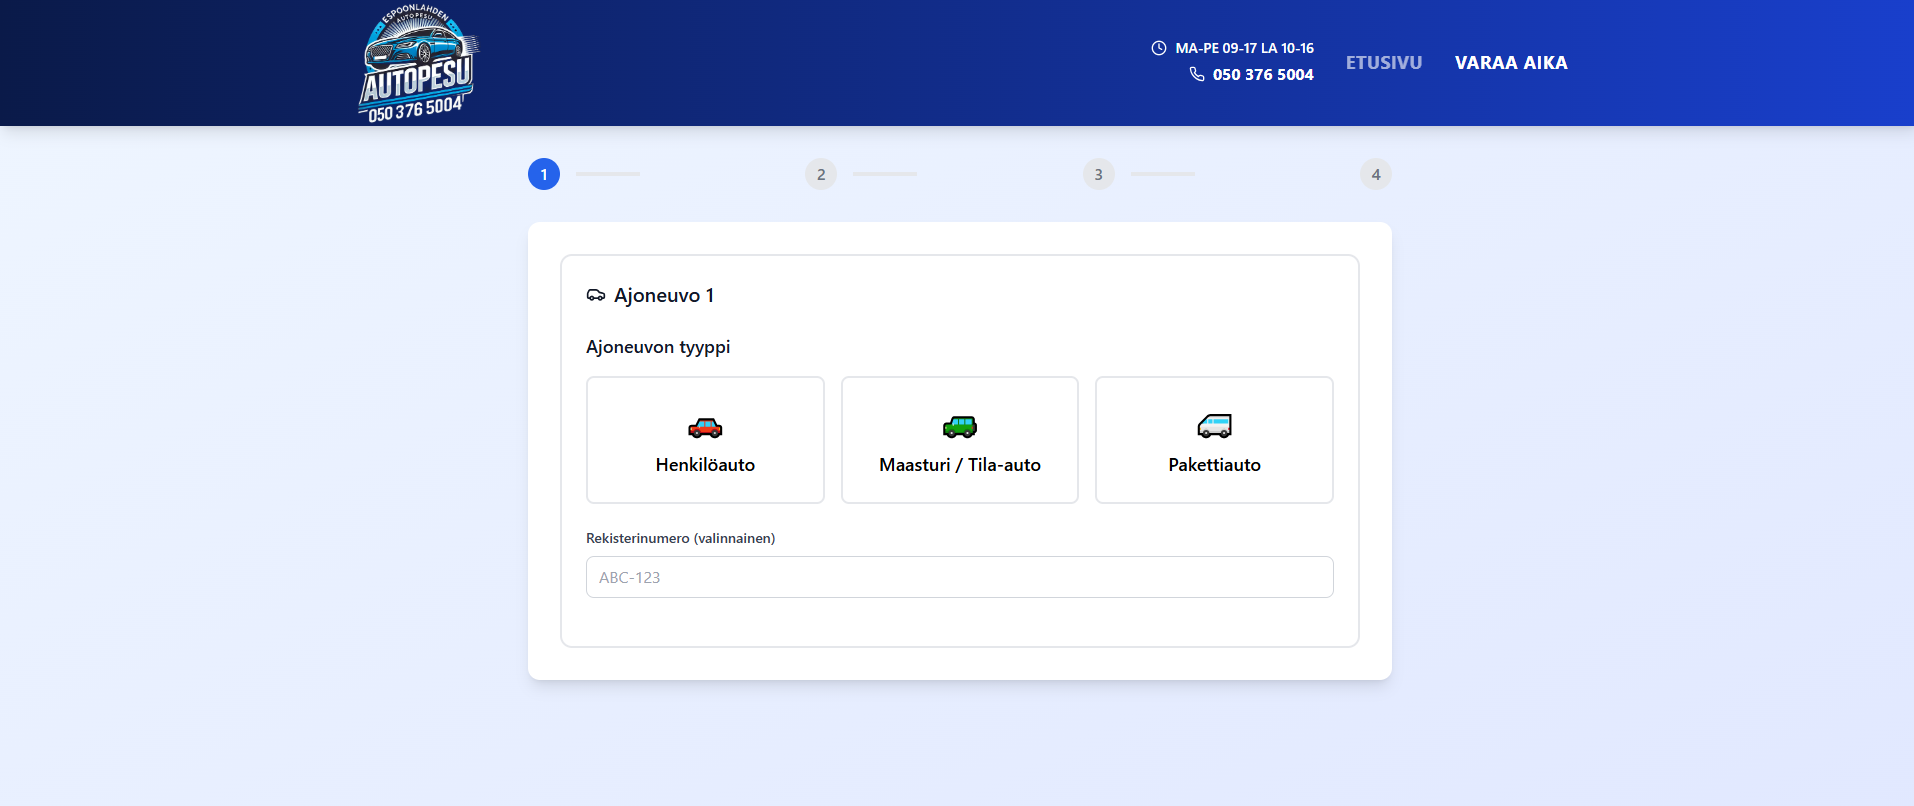 ESPOONLAHDEN
AUTOPESU
AUTOPESU
050 376 5004
MA-PE 09-17 LA 10-16
050 376 5004
ETUSIVU
VARAA AIKA
1
2
3
4
Ajoneuvo 1
Ajoneuvon tyyppi
Henkilöauto
Maasturi / Tila-auto
Pakettiauto
Rekisterinumero (valinnainen)
ABC-123